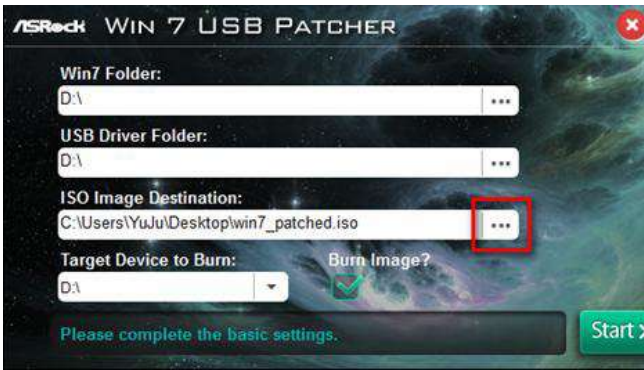 ASRock WIN 7 USB PATCHER
Win7 Folder:
D:\
USB Driver Folder:
D:\
ISO Image Destination:
C:\Users\YuJu\Desktop\win7_patched.iso
Target Device to Burn: Burn Image?
D:\
Please complete the basic settings.
Start